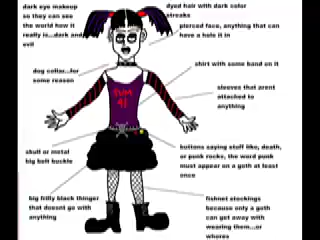 dark eye makeup
so they can see
the world how it
really is...dark and
evil
dyed hair with dark color
streaks
pierced face, anything that can
have a hole it in
dog collar...for
some reason
shirt with some band on it
sum
41
sleeves that arent
attached to
anything
skull or metal
big belt buckle
buttons saying stuff like, death,
or punk rocks, the word punk
must appear on a goth at least
once
big frilly black thinger
that doesnt go with
anything
fishnet stockings
because only a goth
can get away with
wearing them...or
whores